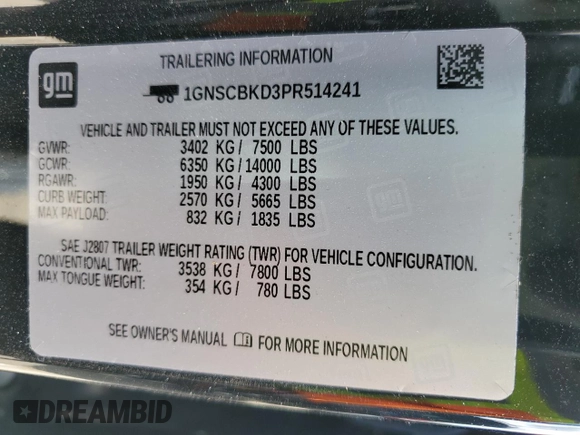 gm
TRAILERING INFORMATION
1GNSCBKD3PR514241
VEHICLE AND TRAILER MUST NOT EXCEED ANY OF THESE VALUES.
GVWR: 3402 KG/ 7500 LBS
GCWR: 6350 KG/14000 LBS
RGAWR: 1950 KG/ 4300 LBS
CURB WEIGHT: 2570 KG/ 5665 LBS
MAX PAYLOAD: 832 KG/ 1835 LBS
SAE J2807 TRAILER WEIGHT RATING (TWR) FOR VEHICLE CONFIGURATION.
CONVENTIONAL TWR: 3538 KG/ 7800 LBS
MAX TONGUE WEIGHT: 354 KG/ 780 LBS
SEE OWNER'S MANUAL FOR MORE INFORMATION
DREAMBID